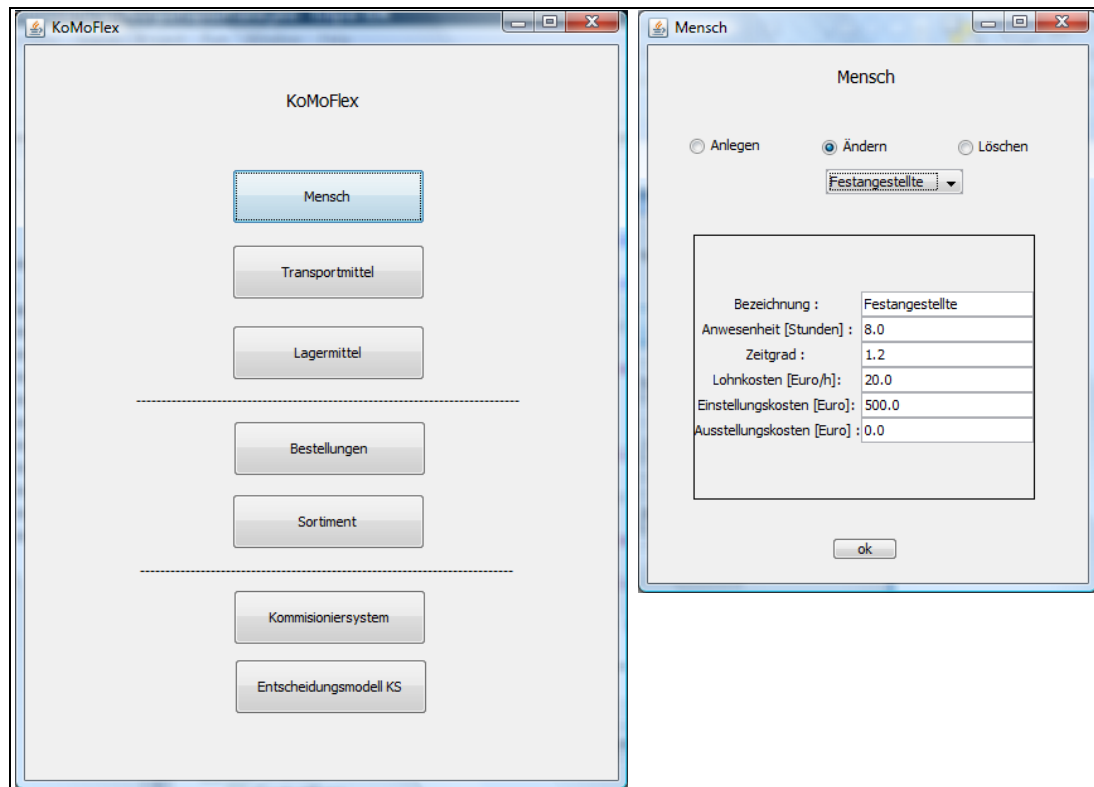 KoMoFlex
KoMoFlex
Mensch
Transportmittel
Lagermittel
Bestellungen
Sortiment
Kommisioniersystem
Entscheidungsmodell KS
Mensch
Mensch
Anlegen Ändern Löschen
Festangestellte
Bezeichnung : Festangestellte
Anwesenheit [Stunden] : 8.0
Zeitgrad : 1.2
Lohnkosten [Euro/h]: 20.0
Einstellungskosten [Euro]: 500.0
Ausstellungskosten [Euro] : 0.0
ok